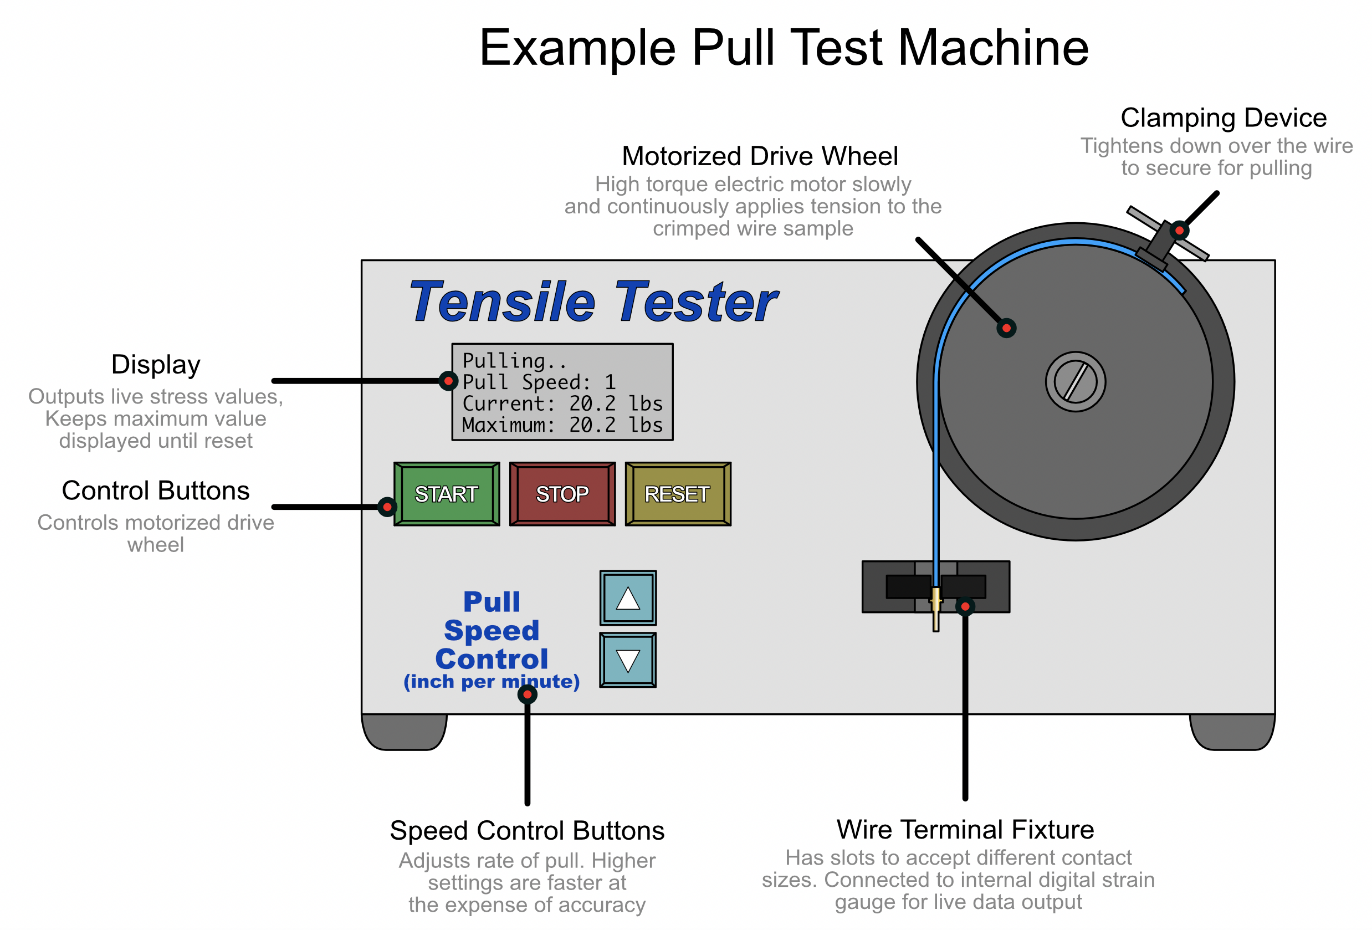 Example Pull Test Machine
Clamping Device
Tightens down over the wire
to secure for pulling
Motorized Drive Wheel
High torque electric motor slowly
and continuously applies tension to the
crimped wire sample
Tensile Tester
Display
Outputs live stress values,
Keeps maximum value
displayed until reset
Pulling..
Pull Speed: 1
Current: 20.2 lbs
Maximum: 20.2 lbs
Control Buttons
Controls motorized drive
wheel
START
STOP
RESET
Pull
Speed
Control
(inch per minute)
Speed Control Buttons
Adjusts rate of pull. Higher
settings are faster at
the expense of accuracy
Wire Terminal Fixture
Has slots to accept different contact
sizes. Connected to internal digital strain
gauge for live data output